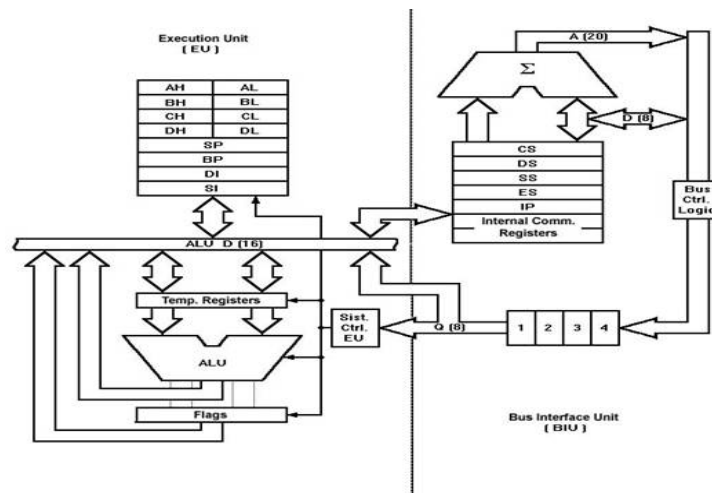 Execution Unit
( EU )
AH AL
BH BL
CH CL
DH DL
SP
BP
DI
SI
ALU D (16)
Temp. Registers
ALU
Flags
Sist.
Ctrl.
EU
A (20)
Σ
D (8)
CS
DS
SS
ES
IP
Internal Comm.
Registers
Bus
Ctrl.
Logic
Q (8)
1 2 3 4
Bus Interface Unit
( BIU )